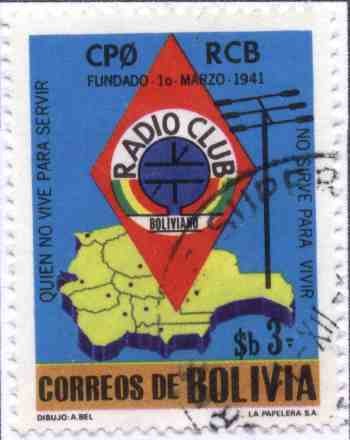 CPØ RCB
FUNDADO - 1o - MARZO - 1941
RADIO CLUB
BOLIVIANO
QUIEN NO VIVE PARA SERVIR
NO SIRVE PARA VIVIR
$b 3.-
CORREOS DE BOLIVIA
DIBUJO: A. BEL LA PAPELERA S.A.